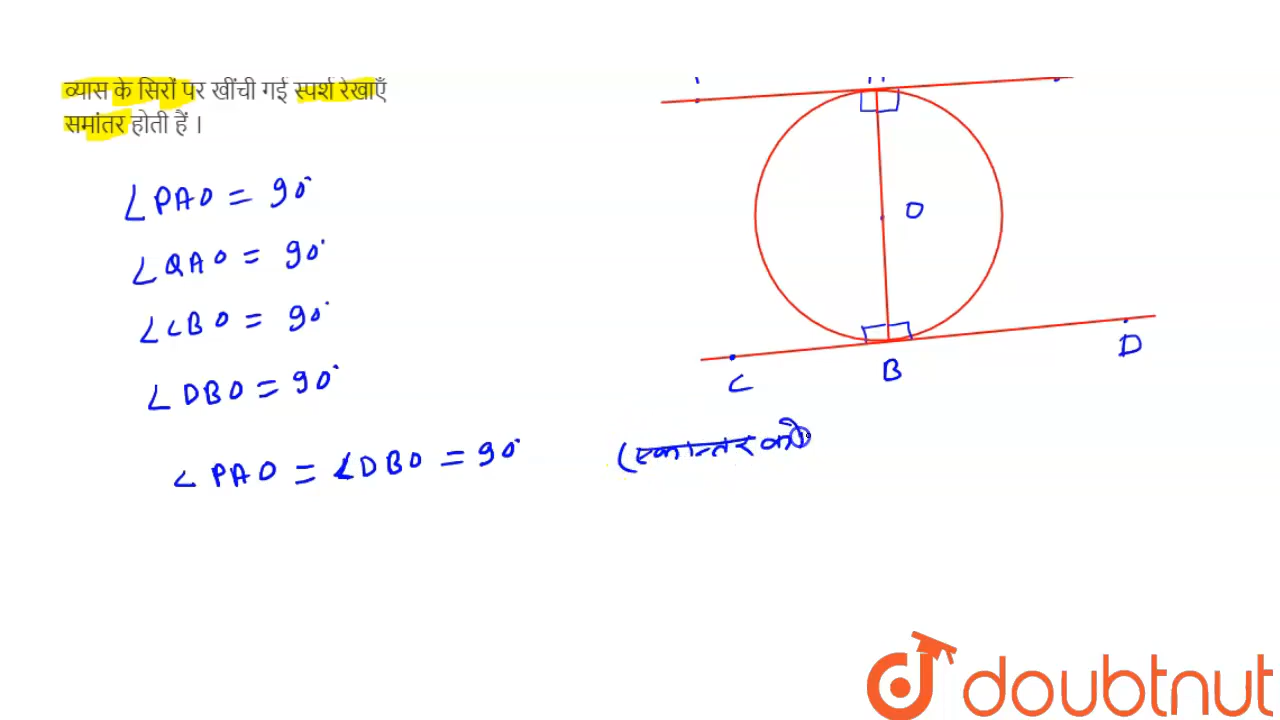 व्यास के सिरों पर खींची गई स्पर्श रेखाएँ
समांतर होती हैं ।
∠PAO = 90°
∠QAO = 90°
∠CBO = 90°
∠DBO = 90°
∠PAO = ∠DBO = 90° (एकान्तर को
O
C
B
D
doubtnut